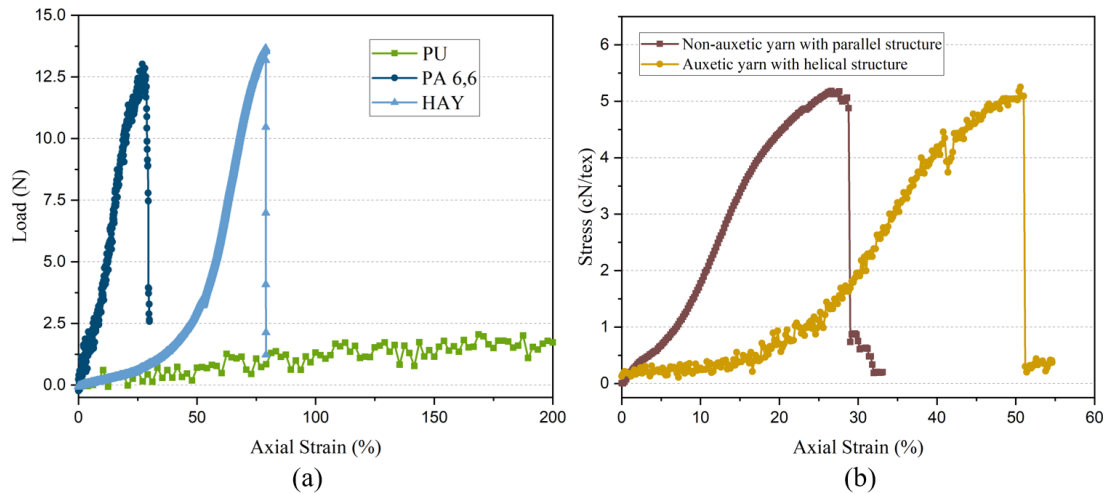 15.0
12.5
10.0
7.5
5.0
2.5
0.0
Load (N)
PU
PA 6,6
HAY
0
50
100
150
200
Axial Strain (%)
(a)
6
5
4
3
2
1
0
Stress (cN/tex)
Non-auxetic yarn with parallel structure
Auxetic yarn with helical structure
0
10
20
30
40
50
60
Axial Strain (%)
(b)